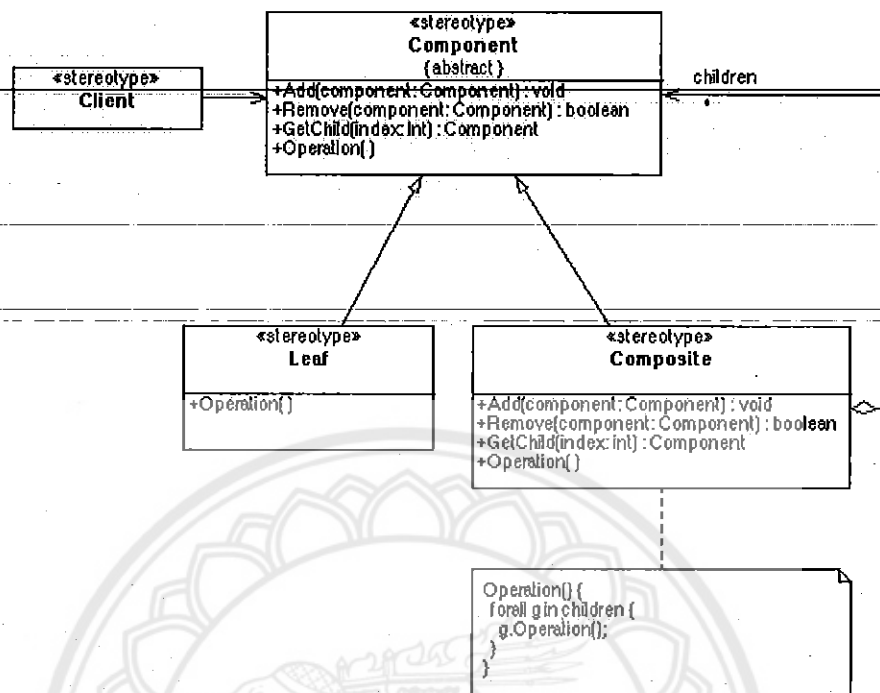 «stereotype»
Component
{abstract}
+Add(component:Component) : void
+Remove(component:Component) : boolean
+GetChild(index:int) : Component
+Operation( )
«stereotype»
Client
children
*
«stereotype»
Leaf
+Operation( )
«stereotype»
Composite
+Add(component:Component) : void
+Remove(component:Component) : boolean
+GetChild(index:int) : Component
+Operation( )
Operation() {
forall g in children {
g.Operation();
}
}